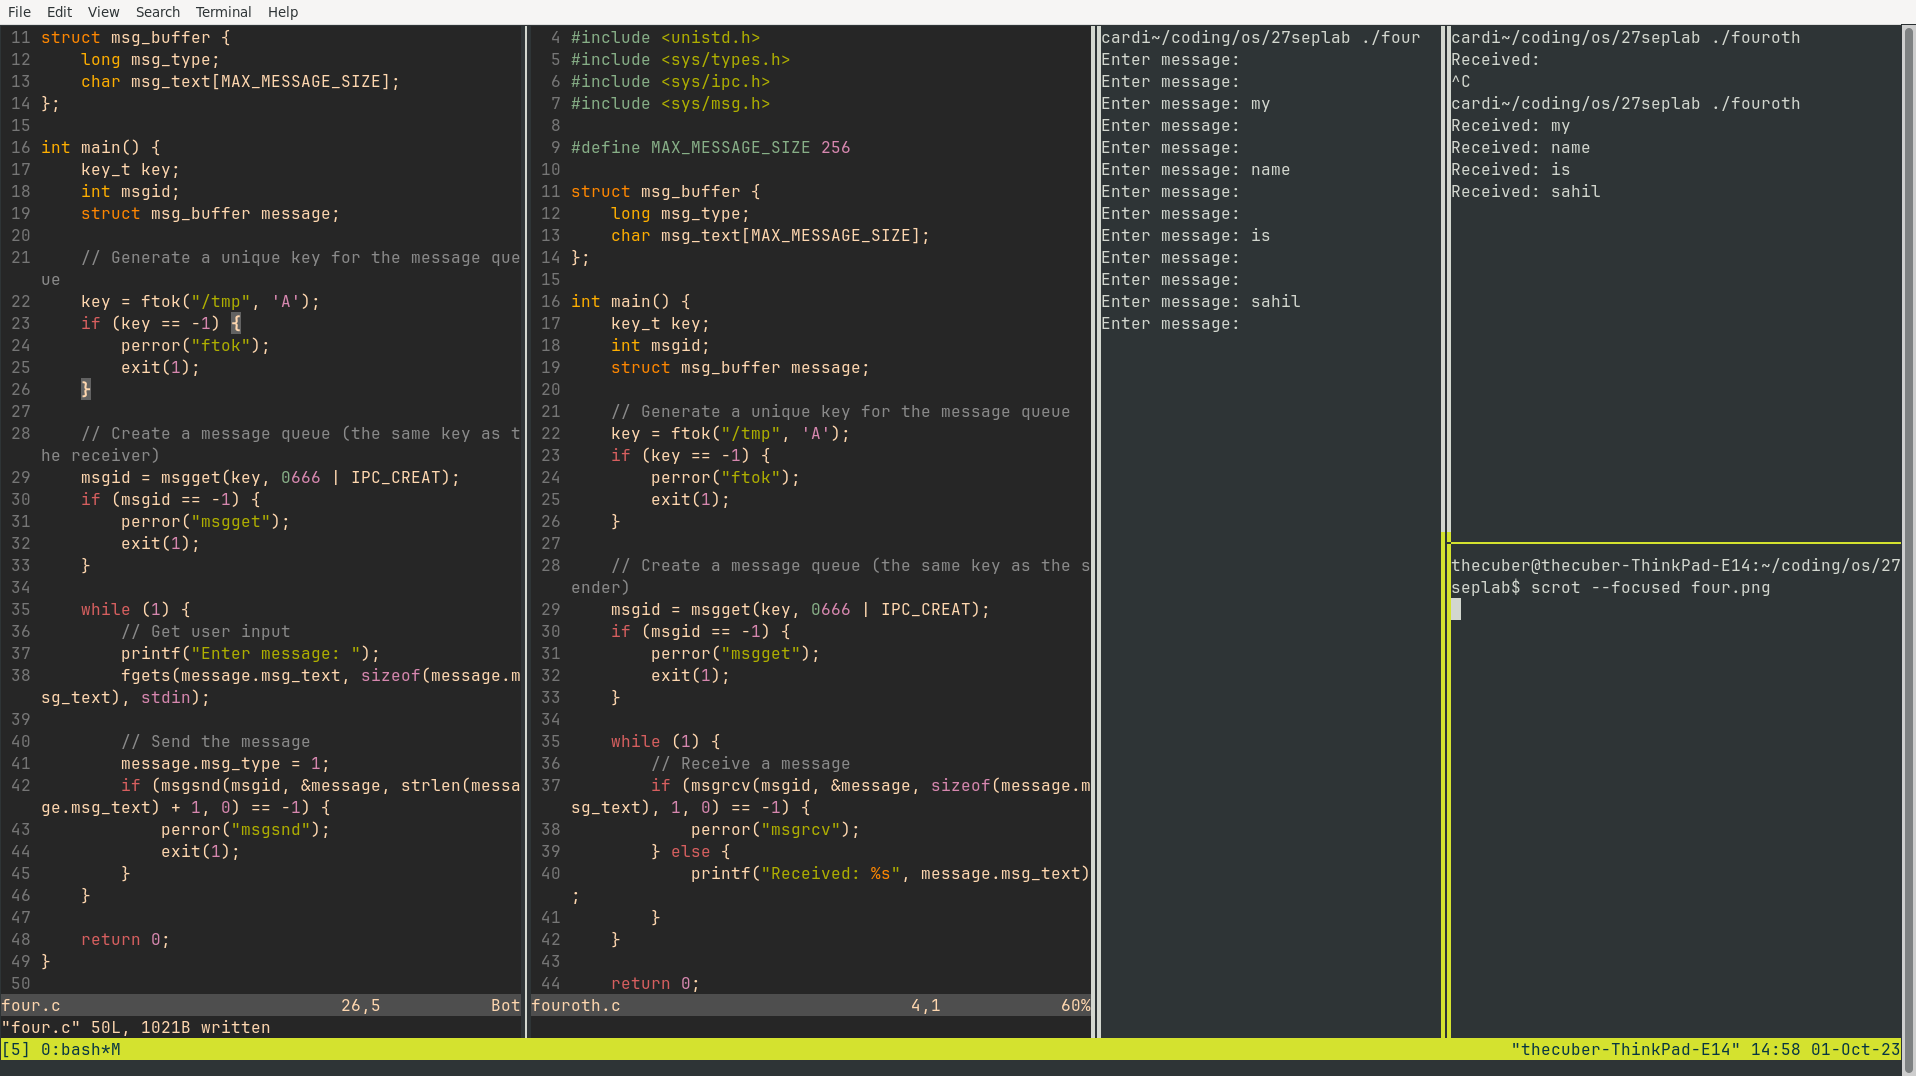 File Edit View Search Terminal Help
11 struct msg_buffer {
12     long msg_type;
13     char msg_text[MAX_MESSAGE_SIZE];
14 };
15
16 int main() {
17     key_t key;
18     int msgid;
19     struct msg_buffer message;
20
21     // Generate a unique key for the message que
ue
22     key = ftok("/tmp", 'A');
23     if (key == -1) {
24         perror("ftok");
25         exit(1);
26     }
27
28     // Create a message queue (the same key as t
he receiver)
29     msgid = msgget(key, 0666 | IPC_CREAT);
30     if (msgid == -1) {
31         perror("msgget");
32         exit(1);
33     }
34
35     while (1) {
36         // Get user input
37         printf("Enter message: ");
38         fgets(message.msg_text, sizeof(message.m
sg_text), stdin);
39
40         // Send the message
41         message.msg_type = 1;
42         if (msgsnd(msgid, &message, strlen(messa
ge.msg_text) + 1, 0) == -1) {
43             perror("msgsnd");
44             exit(1);
45         }
46     }
47
48     return 0;
49 }
50
four.c 26,5 Bot
"four.c" 50L, 1021B written
4 #include <unistd.h>
5 #include <sys/types.h>
6 #include <sys/ipc.h>
7 #include <sys/msg.h>
8
9 #define MAX_MESSAGE_SIZE 256
10
11 struct msg_buffer {
12     long msg_type;
13     char msg_text[MAX_MESSAGE_SIZE];
14 };
15
16 int main() {
17     key_t key;
18     int msgid;
19     struct msg_buffer message;
20
21     // Generate a unique key for the message queue
22     key = ftok("/tmp", 'A');
23     if (key == -1) {
24         perror("ftok");
25         exit(1);
26     }
27
28     // Create a message queue (the same key as the s
ender)
29     msgid = msgget(key, 0666 | IPC_CREAT);
30     if (msgid == -1) {
31         perror("msgget");
32         exit(1);
33     }
34
35     while (1) {
36         // Receive a message
37         if (msgrcv(msgid, &message, sizeof(message.m
sg_text), 1, 0) == -1) {
38             perror("msgrcv");
39         } else {
40             printf("Received: %s", message.msg_text)
;
41         }
42     }
43
44     return 0;
fouroth.c 4,1 60%
cardi~/coding/os/27seplab ./four
Enter message:
Enter message:
Enter message: my
Enter message:
Enter message:
Enter message: name
Enter message:
Enter message:
Enter message: is
Enter message:
Enter message:
Enter message: sahil
Enter message:
cardi~/coding/os/27seplab ./fouroth
Received:
^C
cardi~/coding/os/27seplab ./fouroth
Received: my
Received: name
Received: is
Received: sahil
thecuber@thecuber-ThinkPad-E14:~/coding/os/27
seplab$ scrot --focused four.png
[5] 0:bash*M "thecuber-ThinkPad-E14" 14:58 01-Oct-23